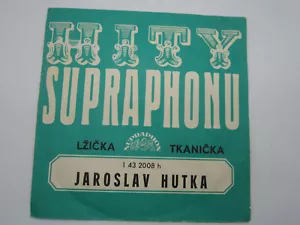 HITY
SUPRAPHONU
LŽIČKA
SUPRAPHON
TKANIČKA
1 43 2008 h
JAROSLAV HUTKA